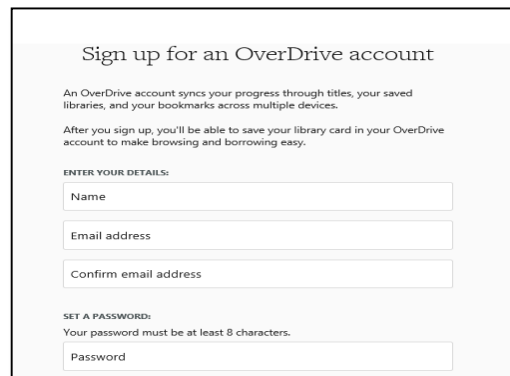 Sign up for an OverDrive account
An OverDrive account syncs your progress through titles, your saved
libraries, and your bookmarks across multiple devices.
After you sign up, you'll be able to save your library card in your OverDrive
account to make browsing and borrowing easy.
ENTER YOUR DETAILS:
Name
Email address
Confirm email address
SET A PASSWORD:
Your password must be at least 8 characters.
Password